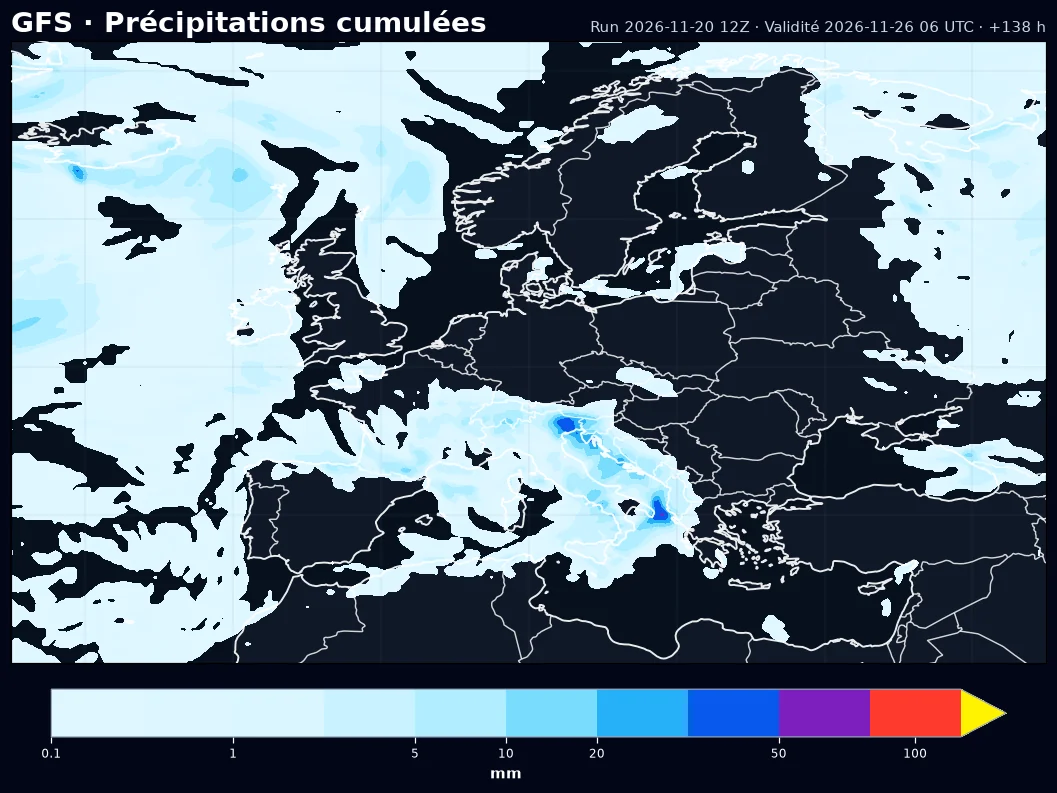 GFS · Précipitations cumulées
Run 2026-11-20 12Z · Validité 2026-11-26 06 UTC · +138 h
0.1 1 5 10 20 50 100
mm